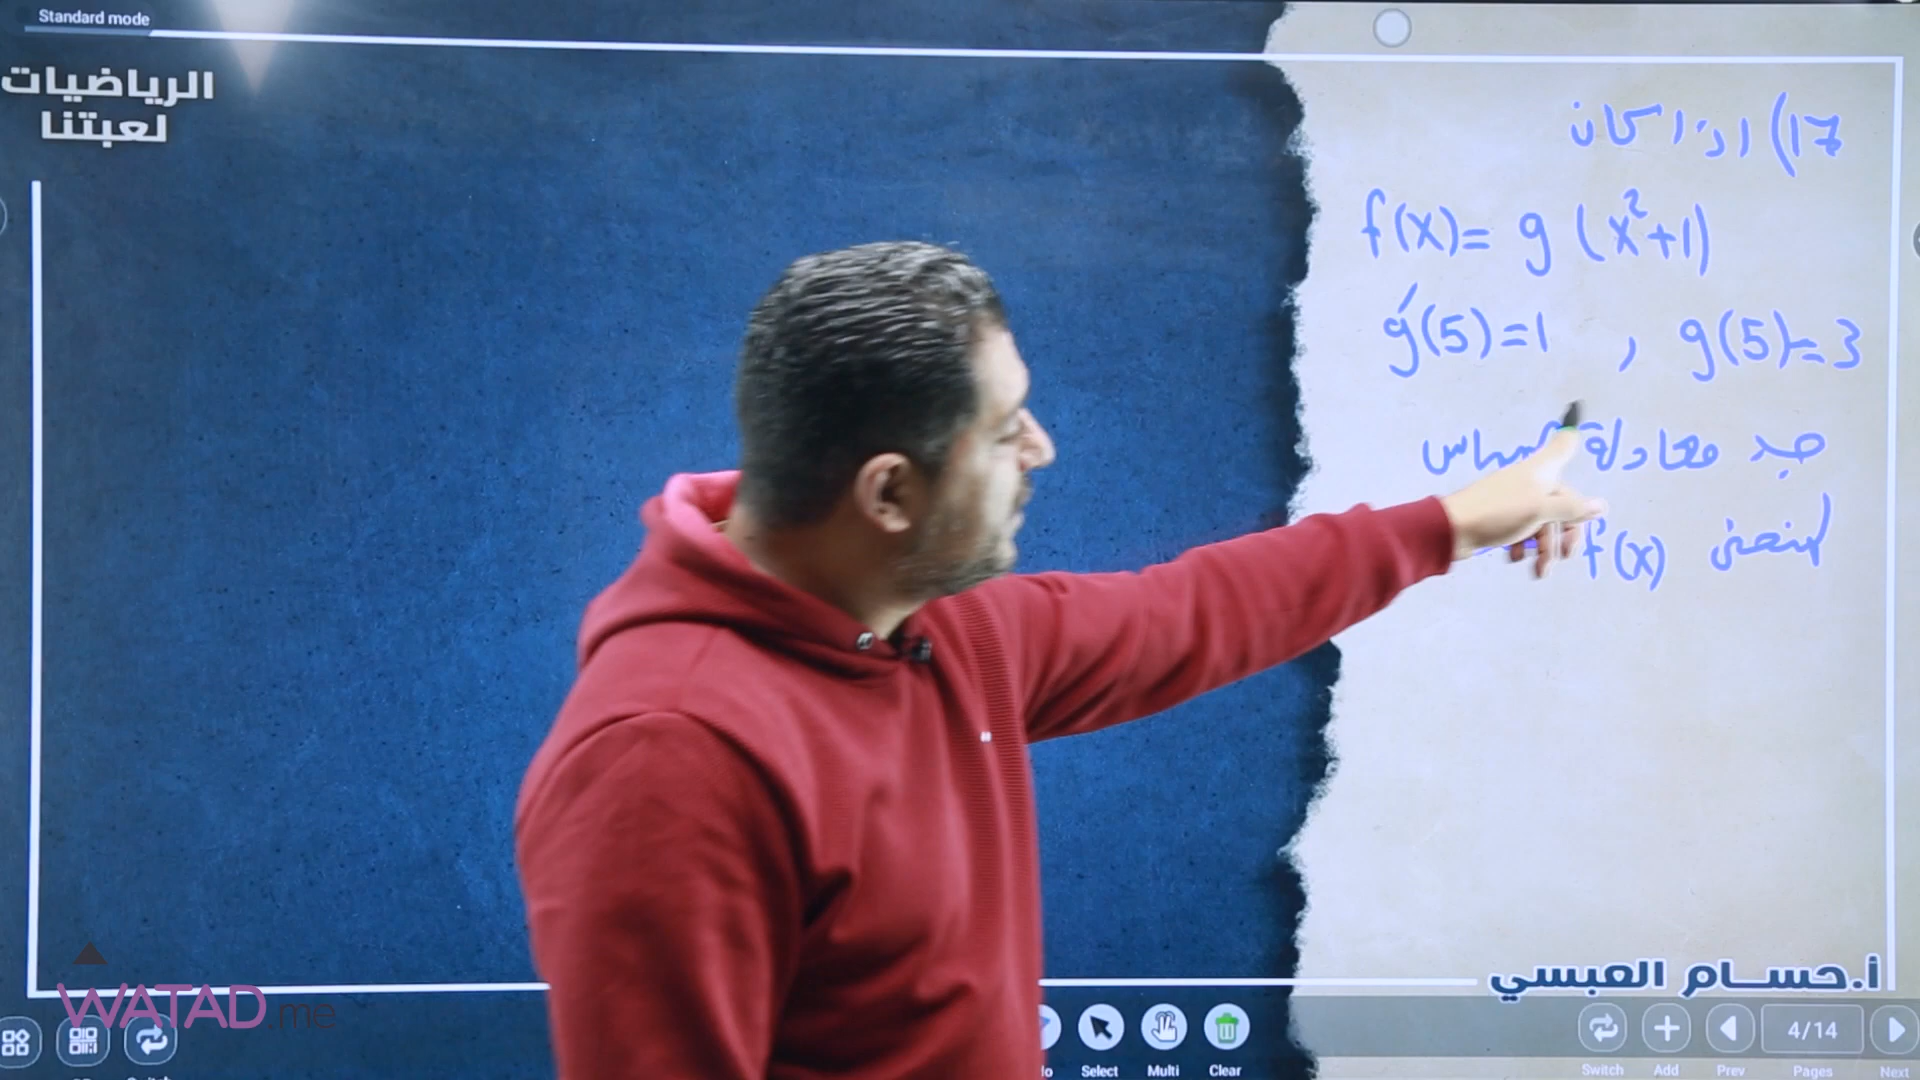 Standard mode
الرياضيات
لعبتنا
17) اذا كان
f(x)= g (x²+1)
g(5)=3 , g'(5)=1
جد معادلة المماس
لمنحنى f(x)
أ.حسام العبسي
WATAD.me
Select
Multi
Clear
Switch
Add
Prev
4/14
Pages
Next